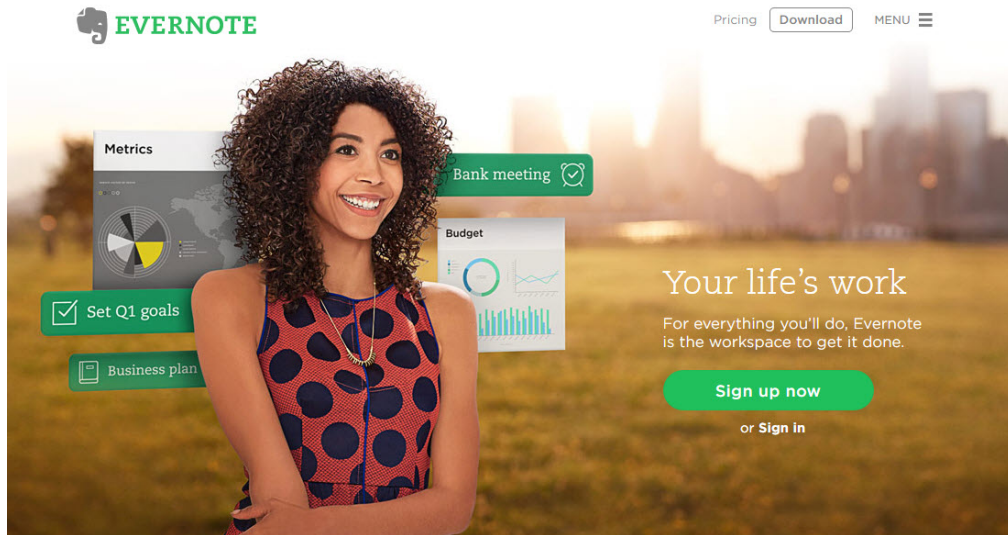 EVERNOTE
Pricing
Download
MENU
Metrics
Bank meeting
Budget
Set Q1 goals
Business plan
Your life's work
For everything you'll do, Evernote
is the workspace to get it done.
Sign up now
or Sign in